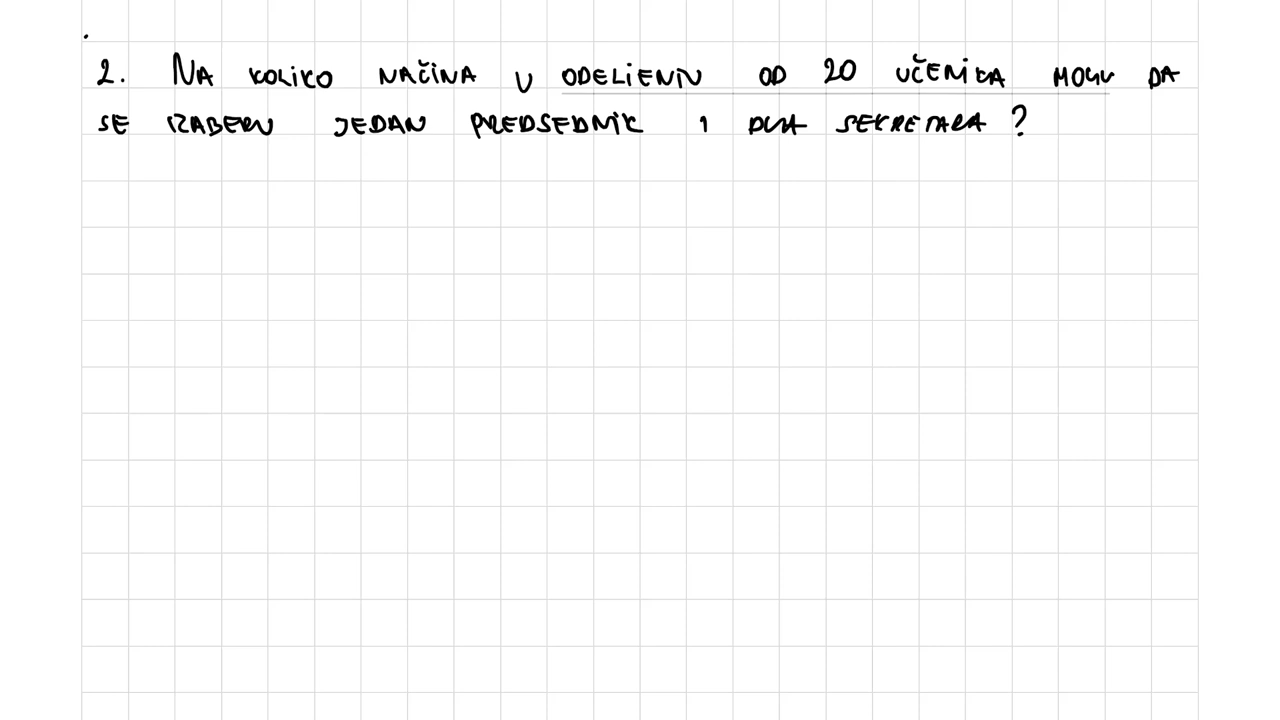 2. NA KOLIKO NAČINA U ODELJENJU OD 20 UČENIKA MOGU DA
SE IZABERU JEDAN PREDSEDNIK I DVA SEKRETARA?